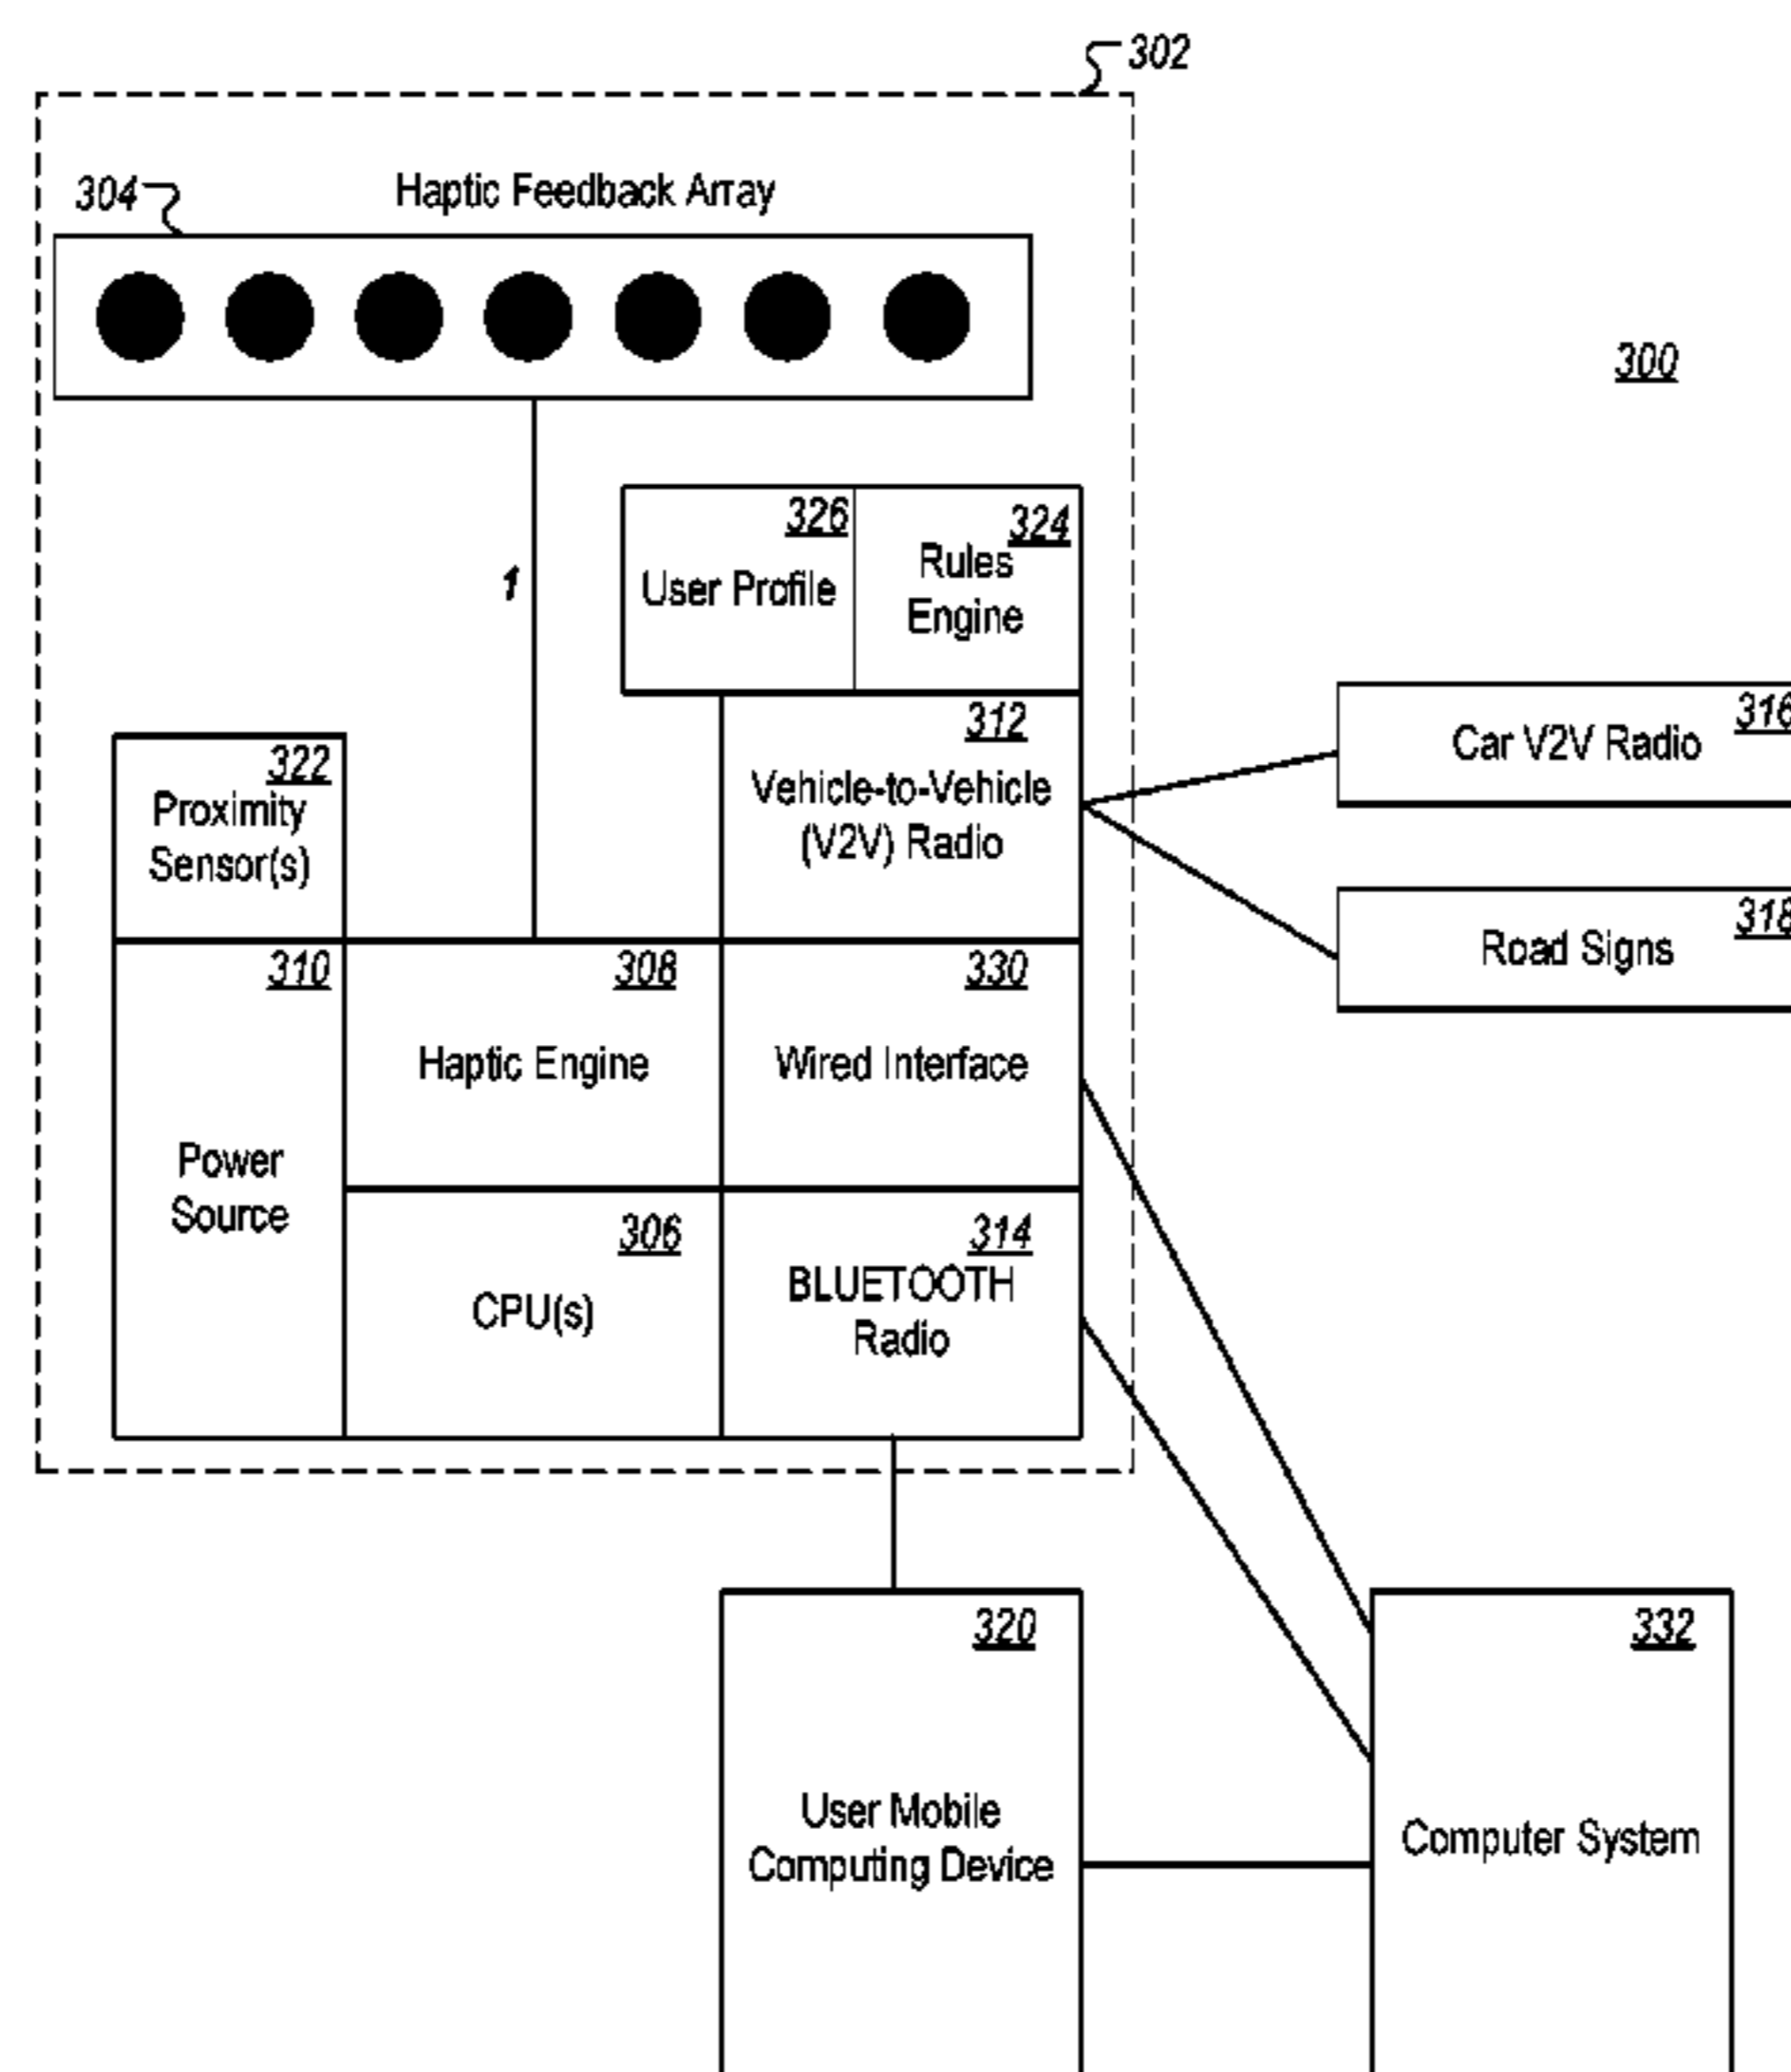 302
304
Haptic Feedback Array
300
1
326
User Profile
324
Rules
Engine
312
Vehicle-to-Vehicle
(V2V) Radio
316
Car V2V Radio
318
Road Signs
322
Proximity
Sensor(s)
310
Power
Source
308
Haptic Engine
330
Wired Interface
306
CPU(s)
314
BLUETOOTH
Radio
320
User Mobile
Computing Device
332
Computer System